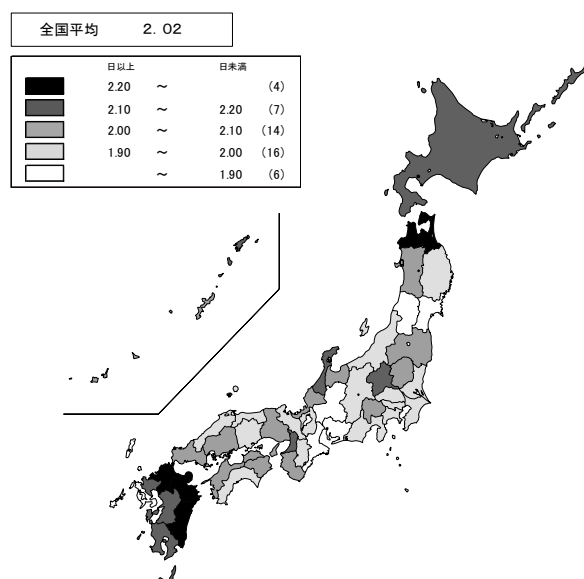 全国平均 2.02
日以上 日未満
2.20 ～ (4)
2.10 ～ 2.20 (7)
2.00 ～ 2.10 (14)
1.90 ～ 2.00 (16)
～ 1.90 (6)